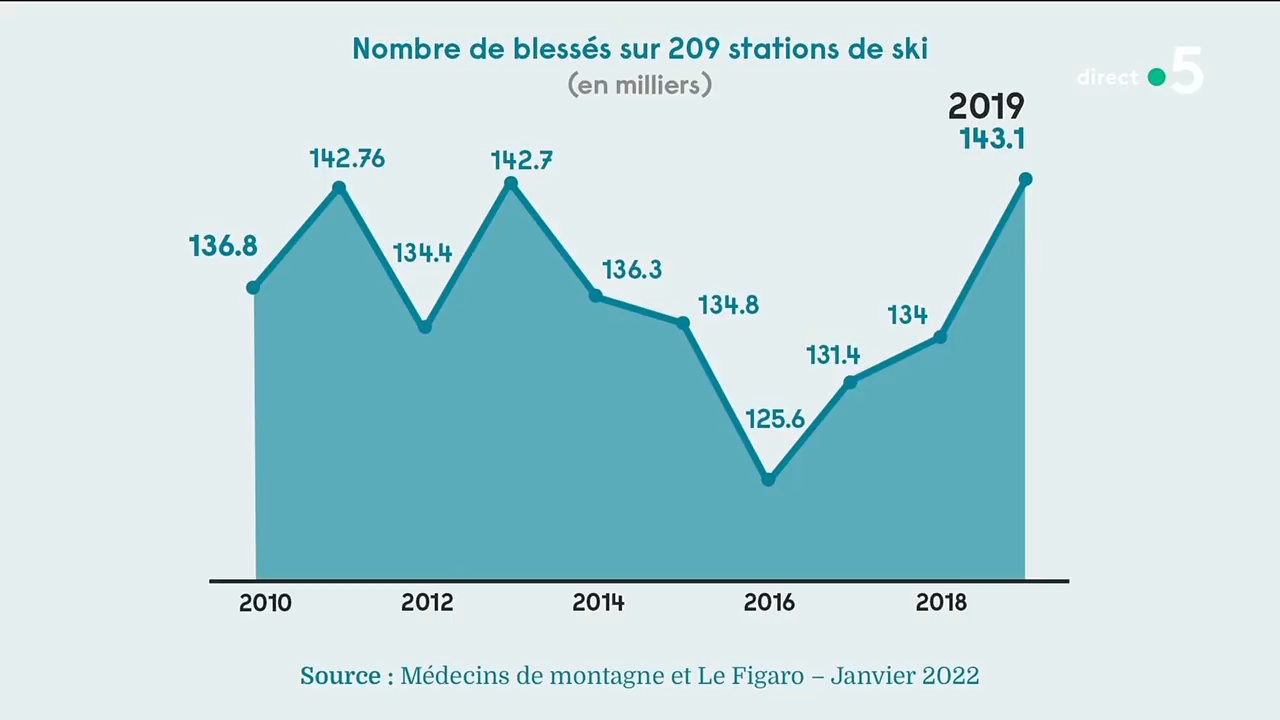 Nombre de blessés sur 209 stations de ski
(en milliers)
direct 5
2019
143.1
142.76
142.7
136.8
134.4
136.3
134.8
134
131.4
125.6
2010 2012 2014 2016 2018
Source : Médecins de montagne et Le Figaro – Janvier 2022